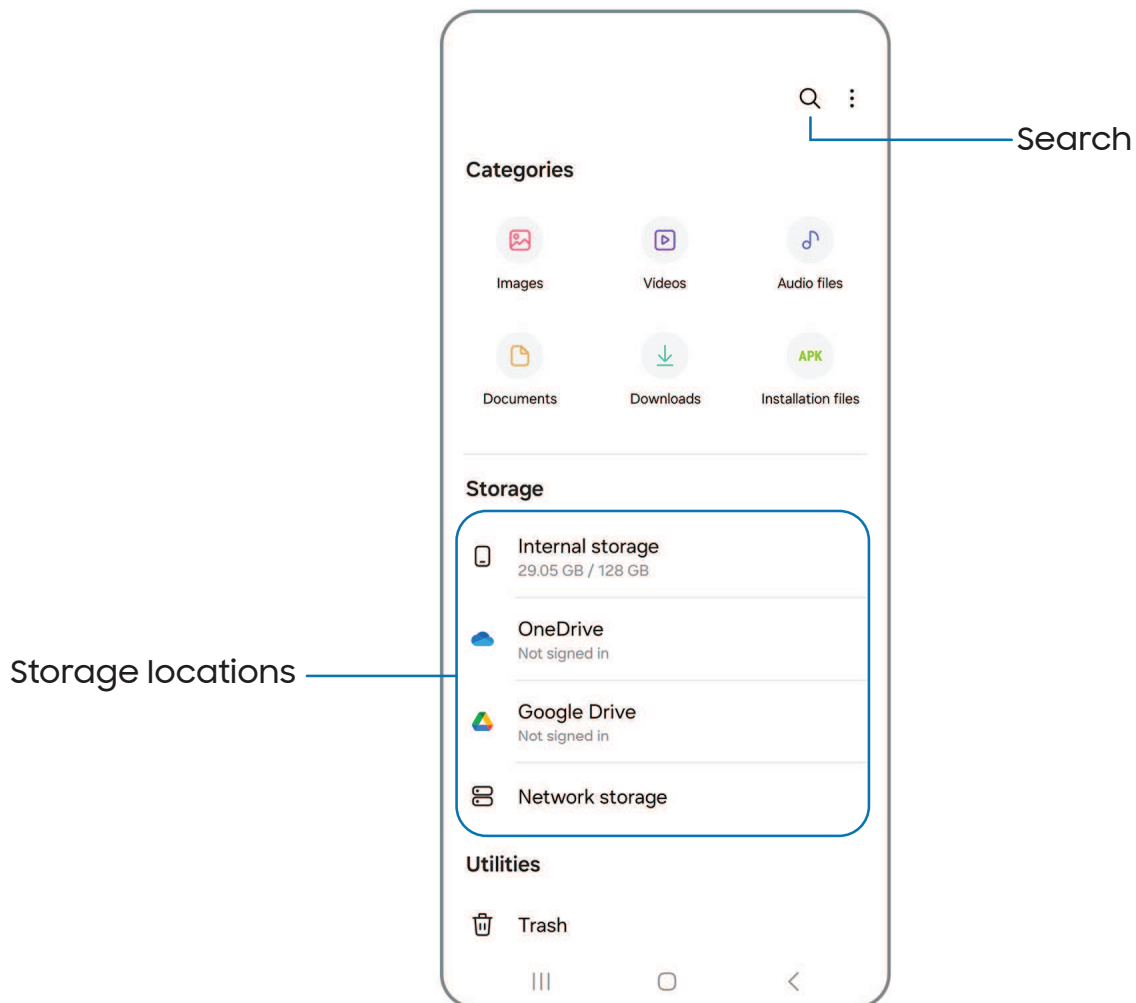 Search
Categories
Images Videos Audio files
APK
Documents Downloads Installation files
Storage
Internal storage
29.05 GB / 128 GB
OneDrive
Not signed in
Storage locations
Google Drive
Not signed in
Network storage
Utilities
Trash